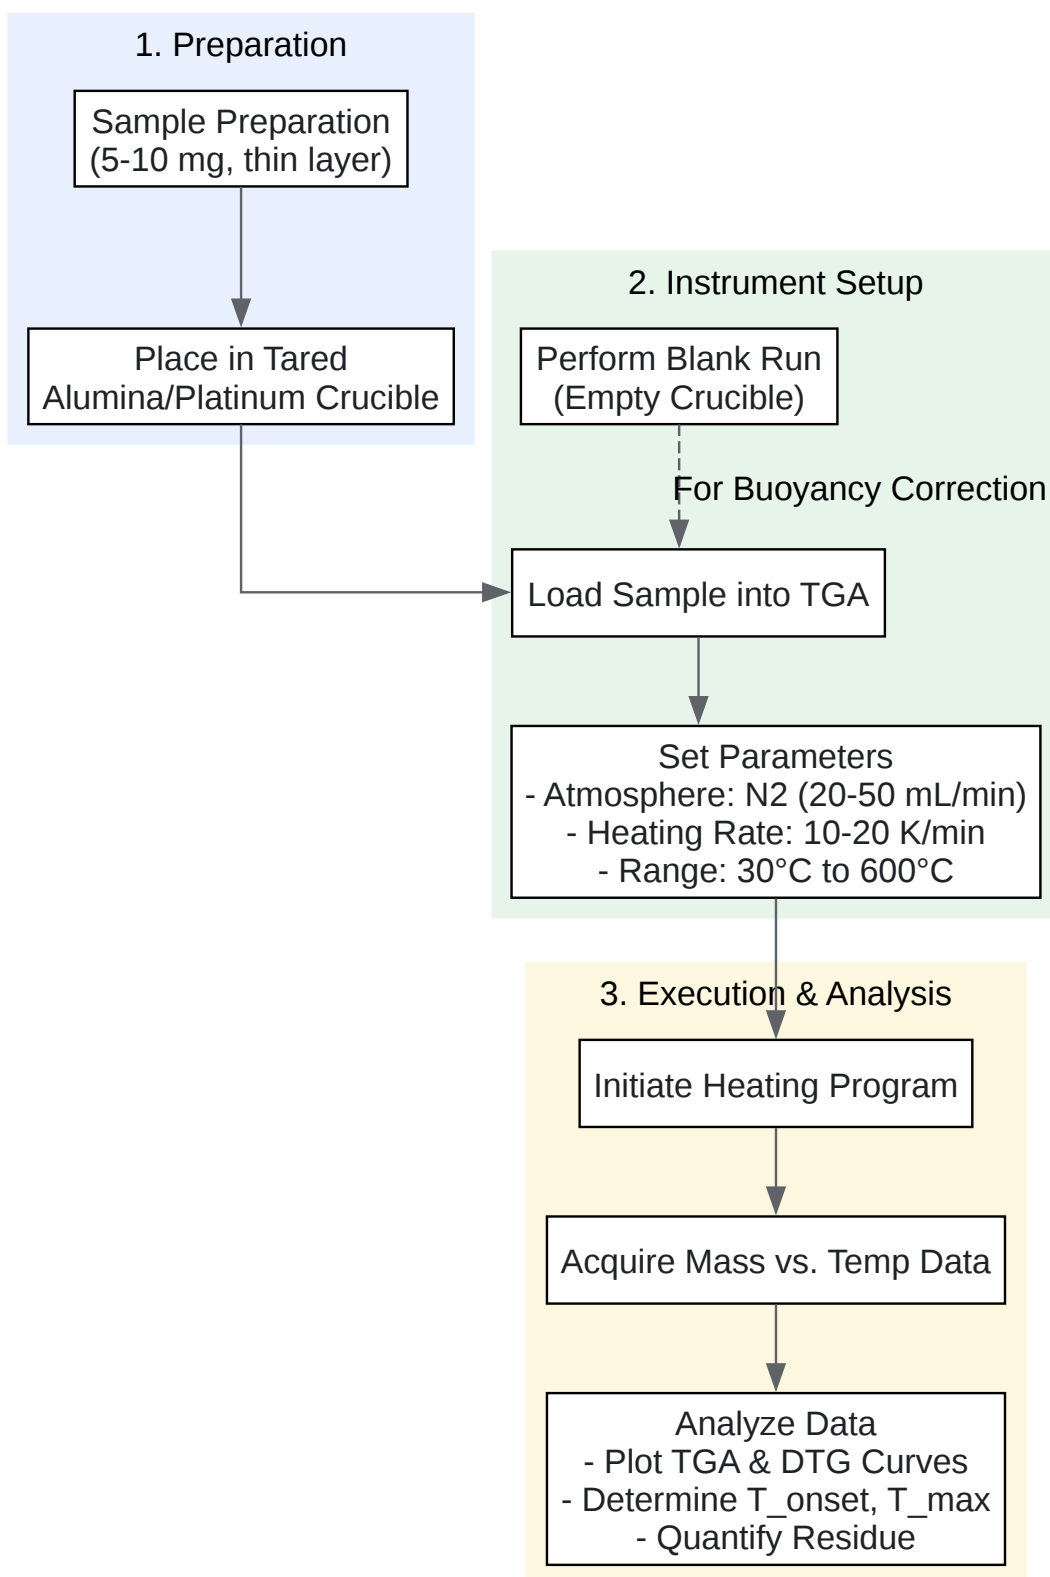 1. Preparation
Sample Preparation
(5-10 mg, thin layer)
Place in Tared
Alumina/Platinum Crucible
2. Instrument Setup
Perform Blank Run
(Empty Crucible)
For Buoyancy Correction
Load Sample into TGA
Set Parameters
- Atmosphere: N2 (20-50 mL/min)
- Heating Rate: 10-20 K/min
- Range: 30°C to 600°C
3. Execution & Analysis
Initiate Heating Program
Acquire Mass vs. Temp Data
Analyze Data
- Plot TGA & DTG Curves
- Determine T_onset, T_max
- Quantify Residue